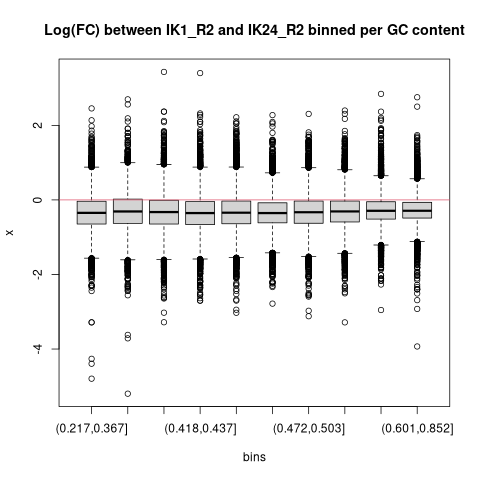 Log(FC) between IK1_R2 and IK24_R2 binned per GC content
2
0
-2
-4
x
(0.217,0.367] (0.418,0.437] (0.472,0.503] (0.601,0.852]
bins